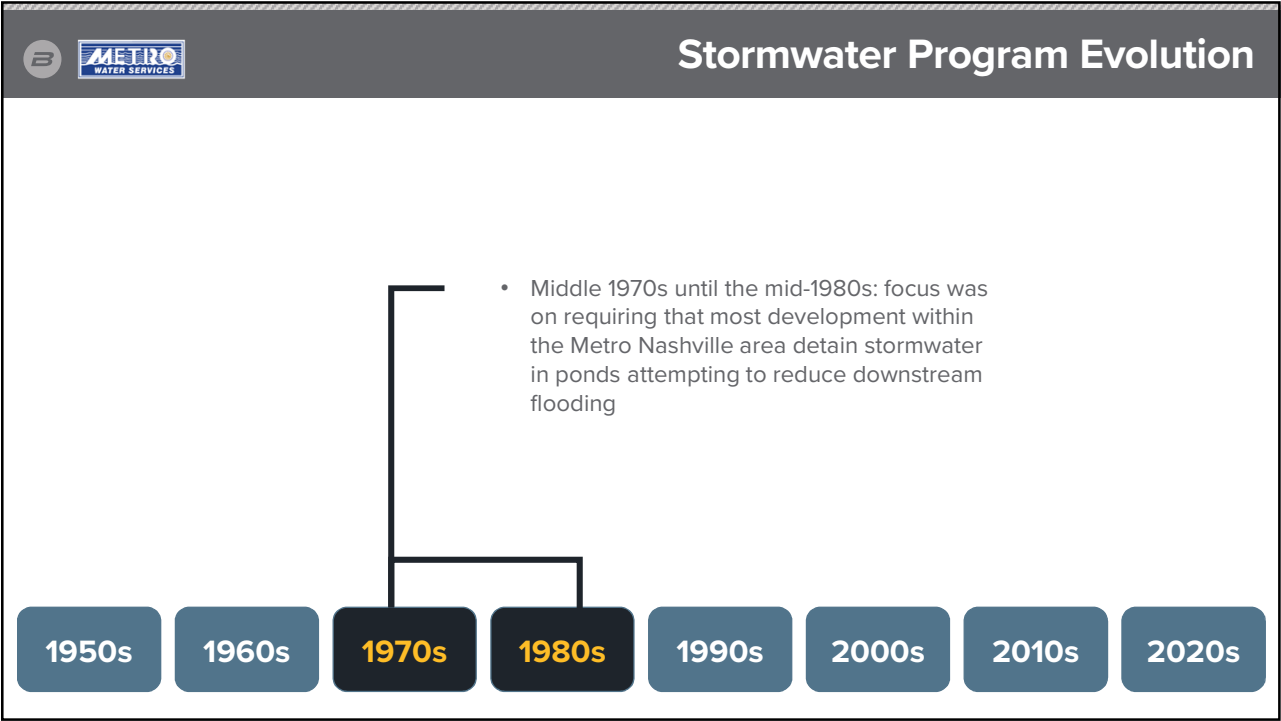 B
METRO
WATER SERVICES
Stormwater Program Evolution
• Middle 1970s until the mid-1980s: focus was
on requiring that most development within
the Metro Nashville area detain stormwater
in ponds attempting to reduce downstream
flooding
1950s 1960s 1970s 1980s 1990s 2000s 2010s 2020s